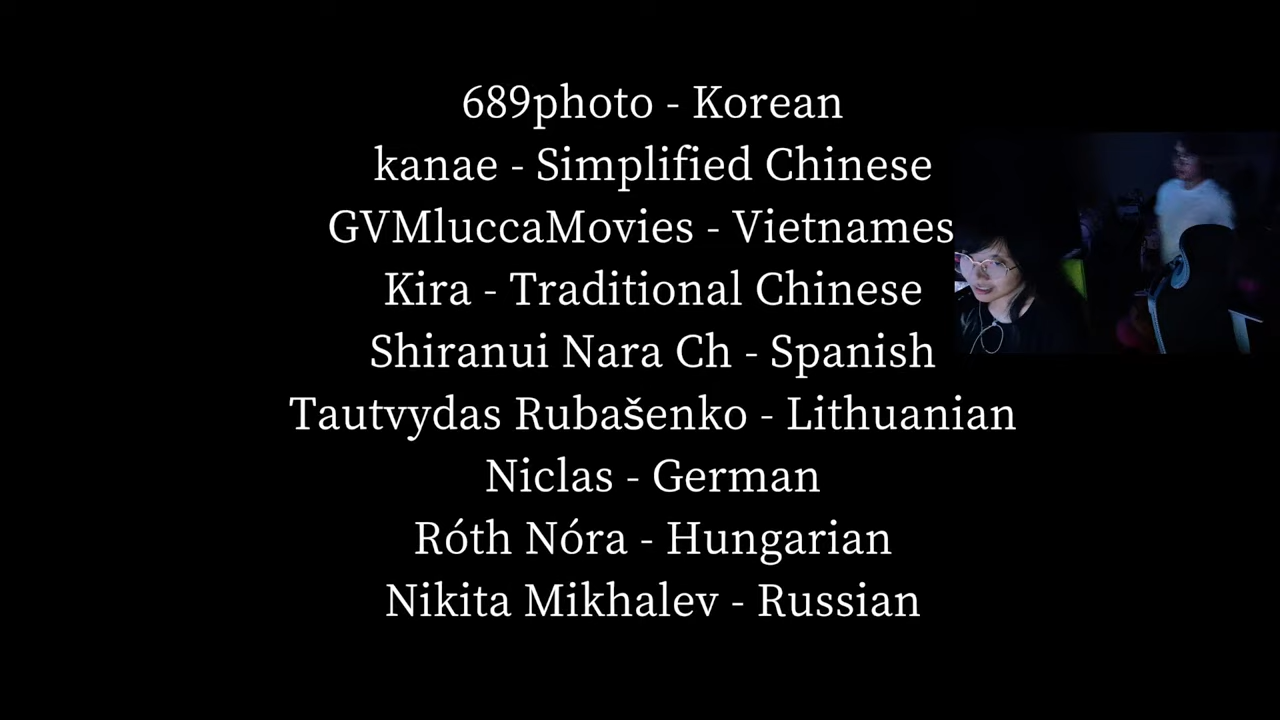 689photo - Korean
kanae - Simplified Chinese
GVMluccaMovies - Vietnames
Kira - Traditional Chinese
Shiranui Nara Ch - Spanish
Tautvydas Rubašenko - Lithuanian
Niclas - German
Róth Nóra - Hungarian
Nikita Mikhalev - Russian